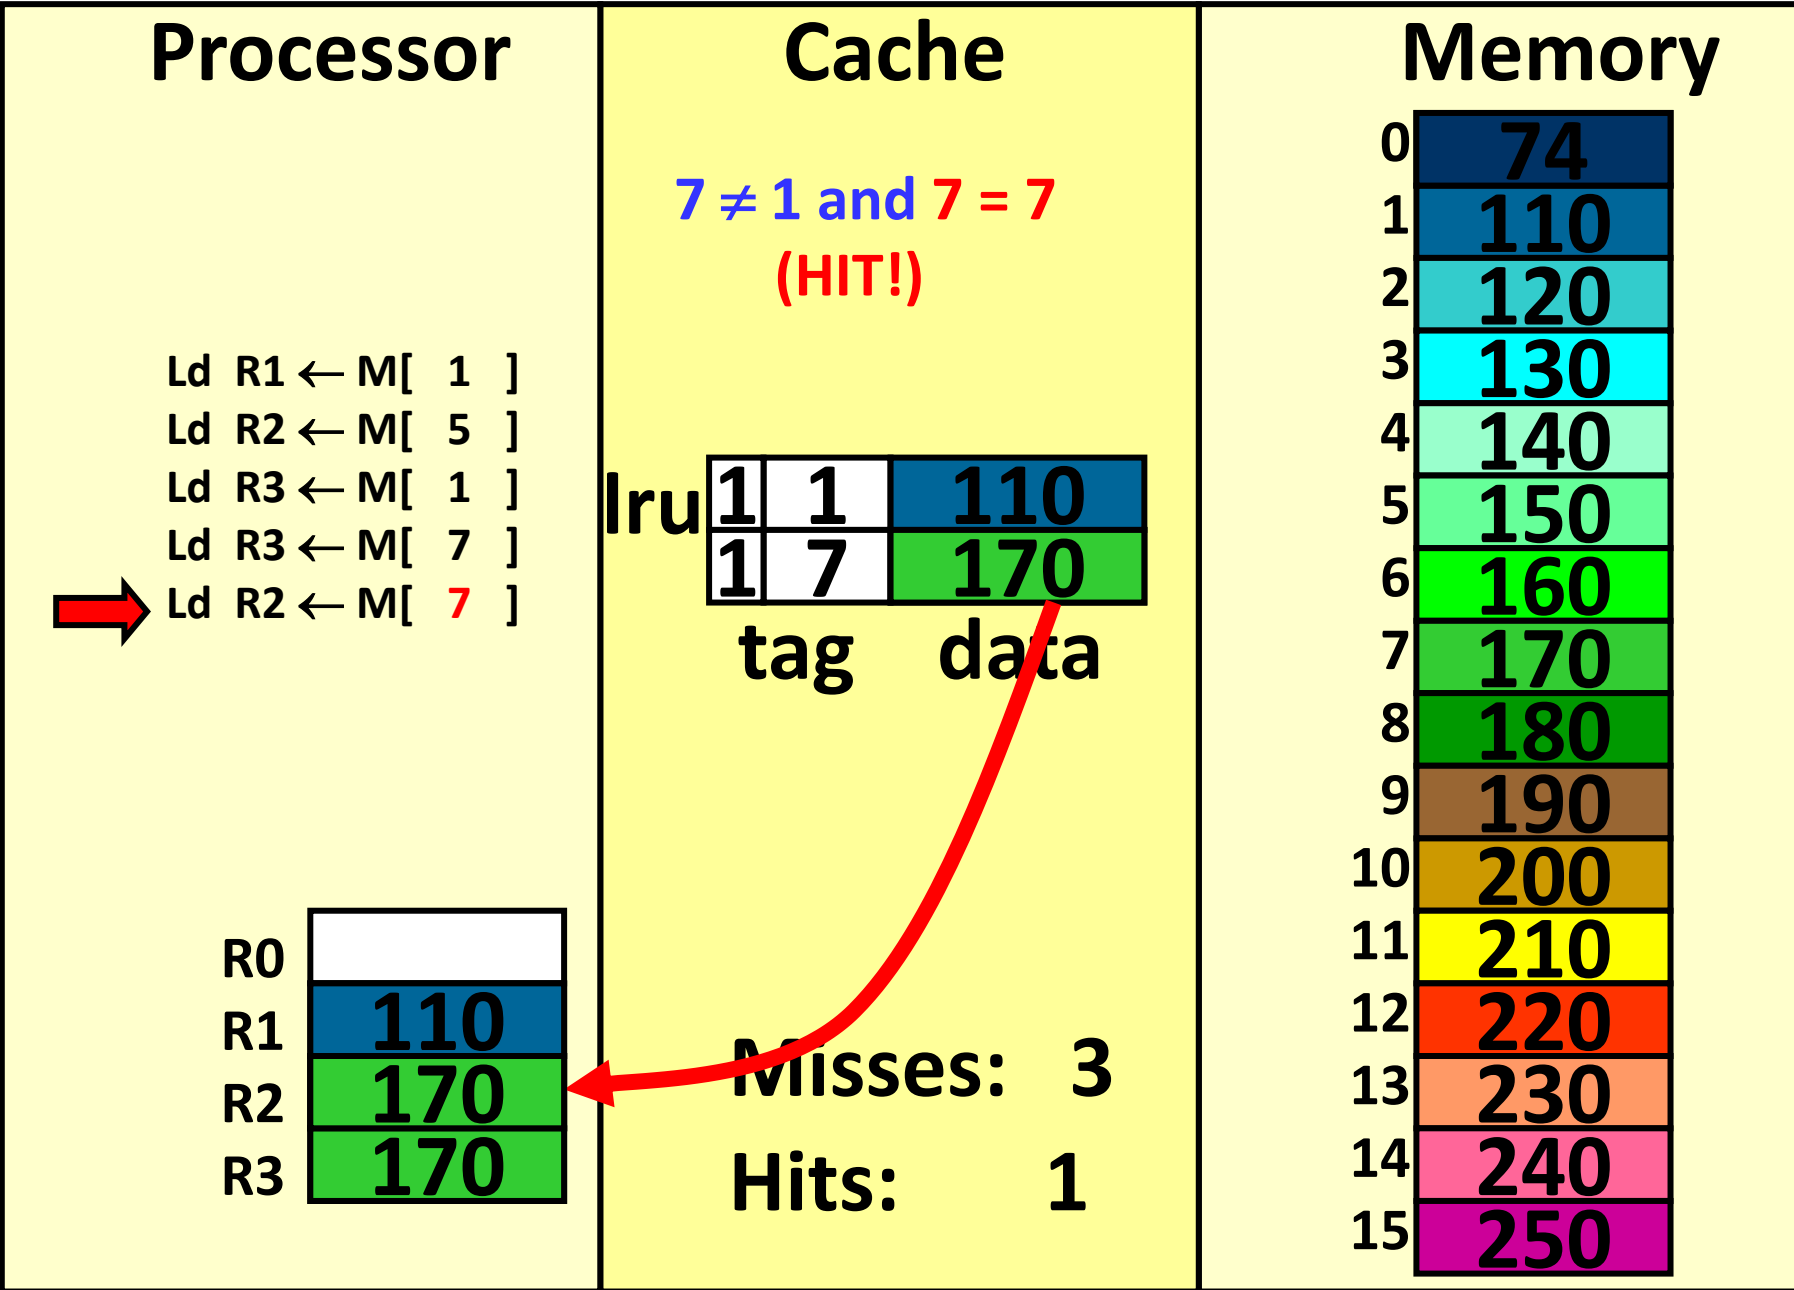 Processor
Ld R1 ← M[ 1 ]
Ld R2 ← M[ 5 ]
Ld R3 ← M[ 1 ]
Ld R3 ← M[ 7 ]
Ld R2 ← M[ 7 ]
R0
R1 110
R2 170
R3 170
Cache
7 ≠ 1 and 7 = 7
(HIT!)
lru
1 1 110
1 7 170
tag data
Misses: 3
Hits: 1
Memory
0 74
1 110
2 120
3 130
4 140
5 150
6 160
7 170
8 180
9 190
10 200
11 210
12 220
13 230
14 240
15 250